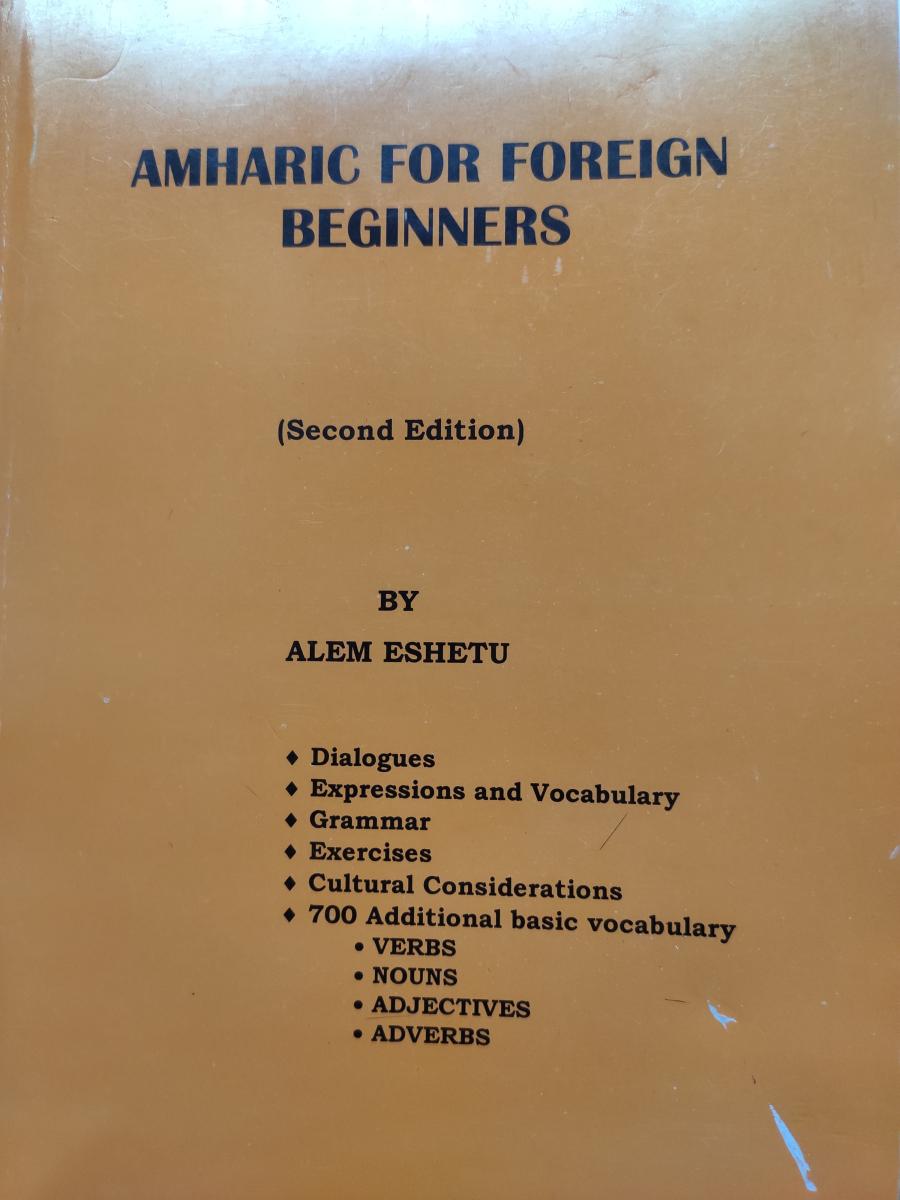 AMHARIC FOR FOREIGN
BEGINNERS
(Second Edition)
BY
ALEM ESHETU
♦ Dialogues
♦ Expressions and Vocabulary
♦ Grammar
♦ Exercises
♦ Cultural Considerations
♦ 700 Additional basic vocabulary
• VERBS
• NOUNS
• ADJECTIVES
• ADVERBS